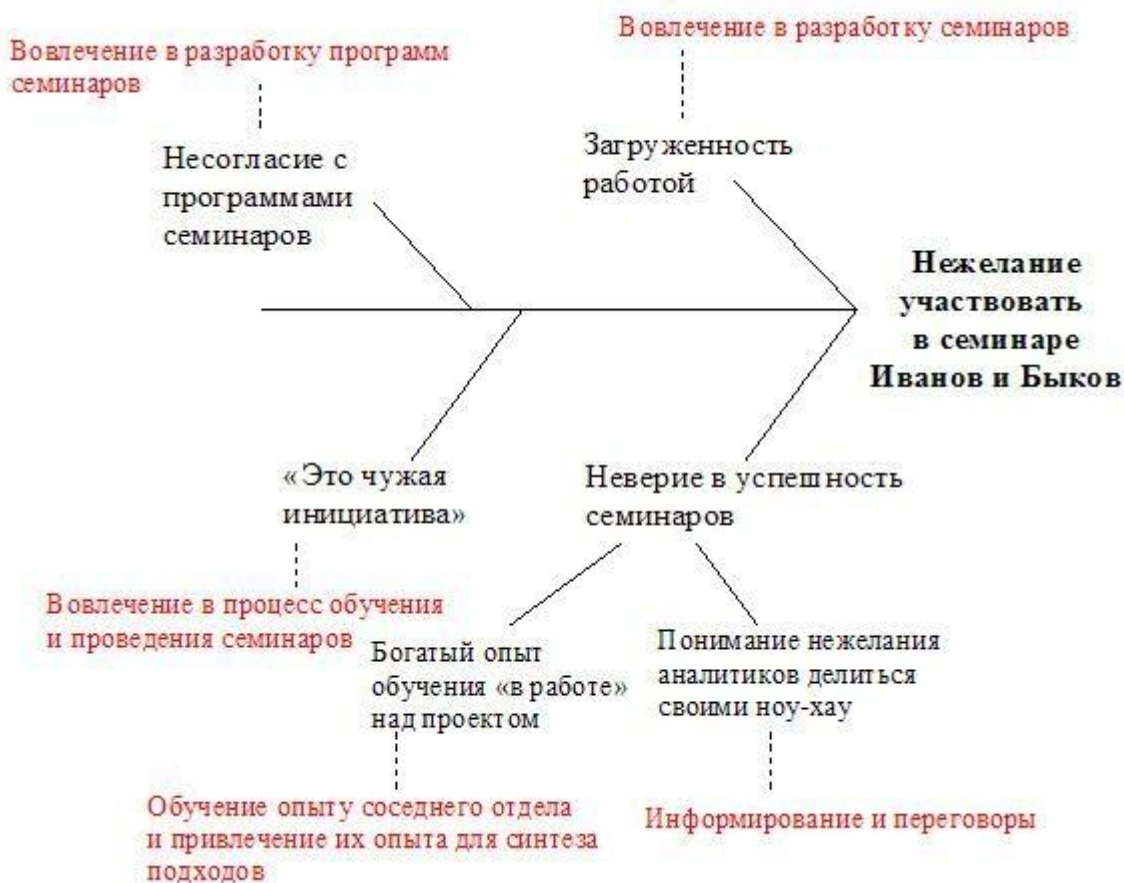 Вовлечение в разработку программ
семинаров
Вовлечение в разработку семинаров
Несогласие с
программами
семинаров
Загруженность
работой
Нежелание
участвовать
в семинаре
Иванов и Быков
«Это чужая
инициатива»
Неверие в успешность
семинаров
Вовлечение в процесс обучения
и проведения семинаров
Богатый опыт
обучения «в работе»
над проектом
Понимание нежелания
аналитиков делиться
своими ноу-хау
Обучение опыту соседнего отдела
и привлечение их опыта для синтеза
подходов
Информирование и переговоры